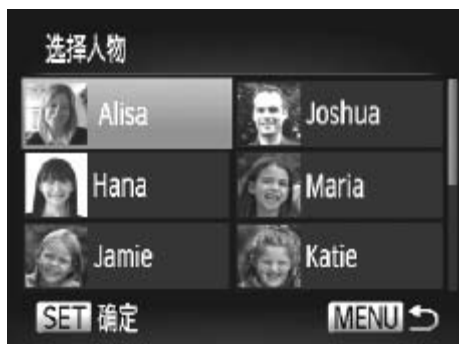 选择人物
Alisa Joshua
Hana Maria
Jamie Katie
SET 确定 MENU